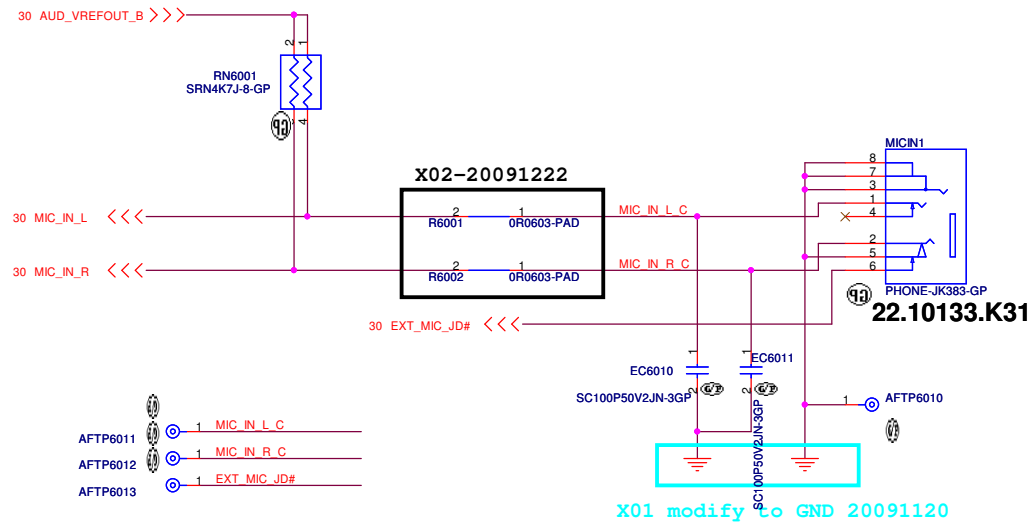 30 AUD_VREFOUT_B
2 1
RN6001
SRN4K7J-8-GP
4
GP
X02-20091222
30 MIC_IN_L
2
R6001
1
0R0603-PAD
MIC_IN_L_C
30 MIC_IN_R
2
R6002
1
0R0603-PAD
MIC_IN_R_C
30 EXT_MIC_JD#
MICIN1
8
7
3
1
4
2
5
6
PHONE-JK383-GP
GP
22.10133.K31
1
EC6010
2
SC100P50V2JN-3GP
1
EC6011
2
SC100P50V2JN-3GP
1 AFTP6010
AFTP6011 1 MIC_IN_L_C
AFTP6012 1 MIC_IN_R_C
AFTP6013 1 EXT_MIC_JD#
X01 modify to GND 20091120